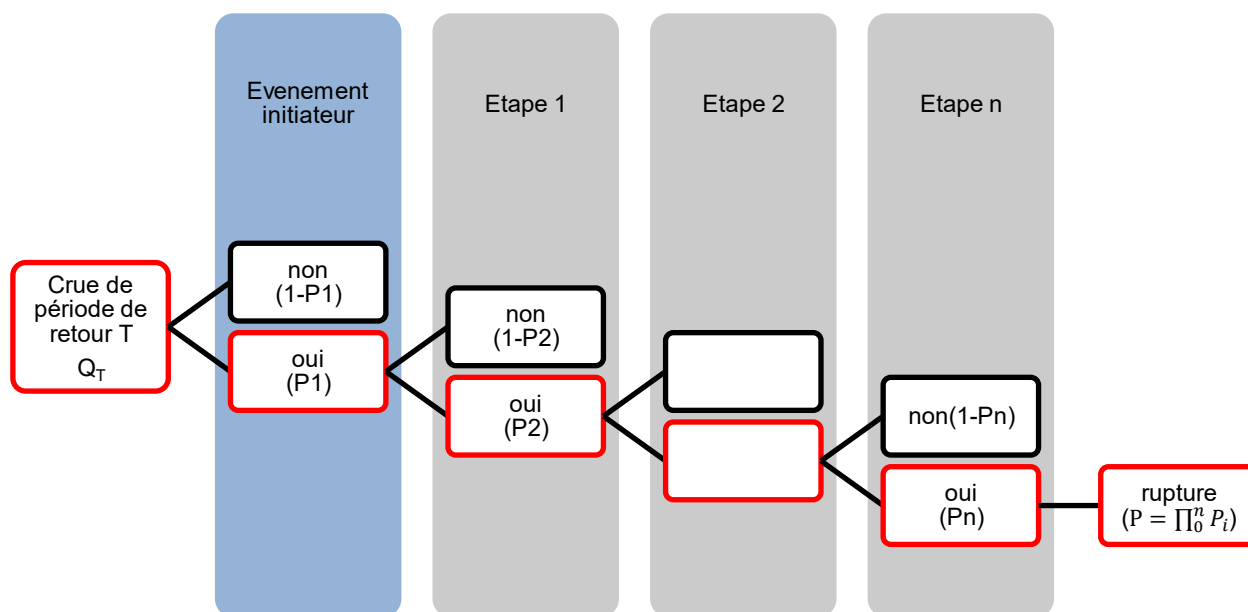 Evenement
initiateur
Etape 1
Etape 2
Etape n
Crue de
période de
retour T
Q_T
non
(1-P1)
oui
(P1)
non
(1-P2)
oui
(P2)
non(1-Pn)
oui
(Pn)
rupture
(P = ∏₀ⁿ Pᵢ)